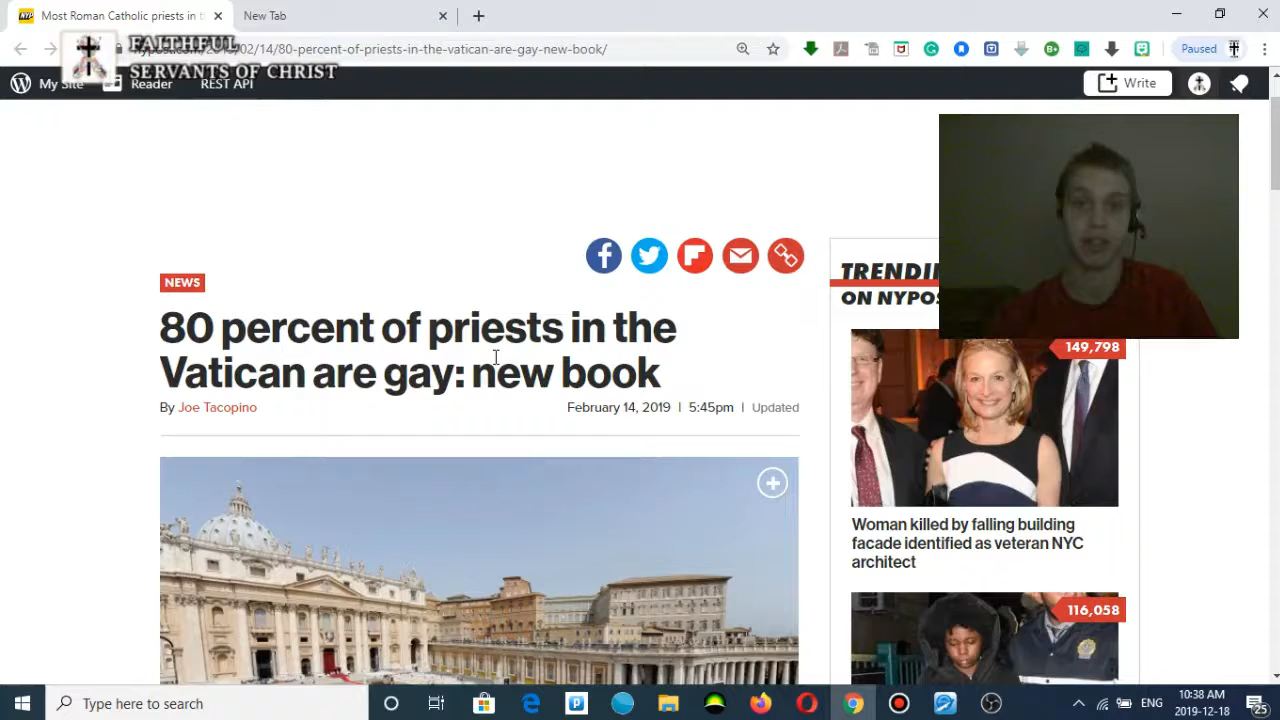 Most Roman Catholic priests in t
New Tab
/02/14/80-percent-of-priests-in-the-vatican-are-gay-new-book/
Paused
FAITHFUL
SERVANTS OF CHRIST
My Site
Reader
REST API
Write
TRENDI
ON NYPOS
NEWS
80 percent of priests in the
Vatican are gay: new book
By Joe Tacopino
February 14, 2019 | 5:45pm | Updated
149,798
Woman killed by falling building
facade identified as veteran NYC
architect
116,058
Type here to search
ENG
10:38 AM
2019-12-18
25